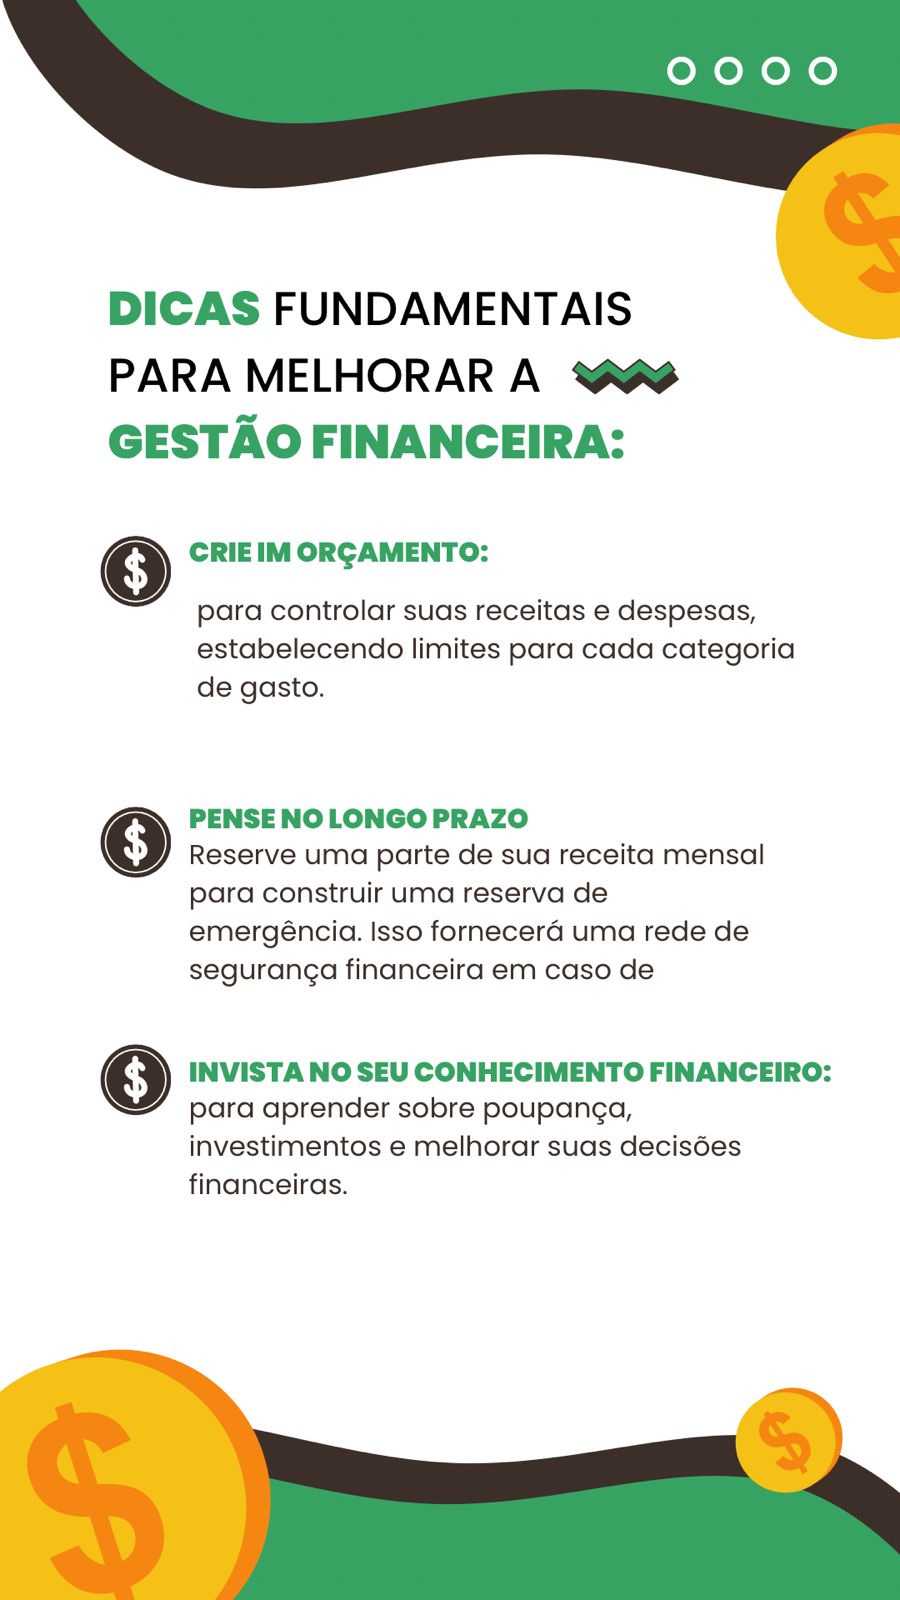 DICAS FUNDAMENTAIS
PARA MELHORAR A
GESTÃO FINANCEIRA:
CRIE IM ORÇAMENTO:
para controlar suas receitas e despesas,
estabelecendo limites para cada categoria
de gasto.
PENSE NO LONGO PRAZO
Reserve uma parte de sua receita mensal
para construir uma reserva de
emergência. Isso fornecerá uma rede de
segurança financeira em caso de
INVISTA NO SEU CONHECIMENTO FINANCEIRO:
para aprender sobre poupança,
investimentos e melhorar suas decisões
financeiras.